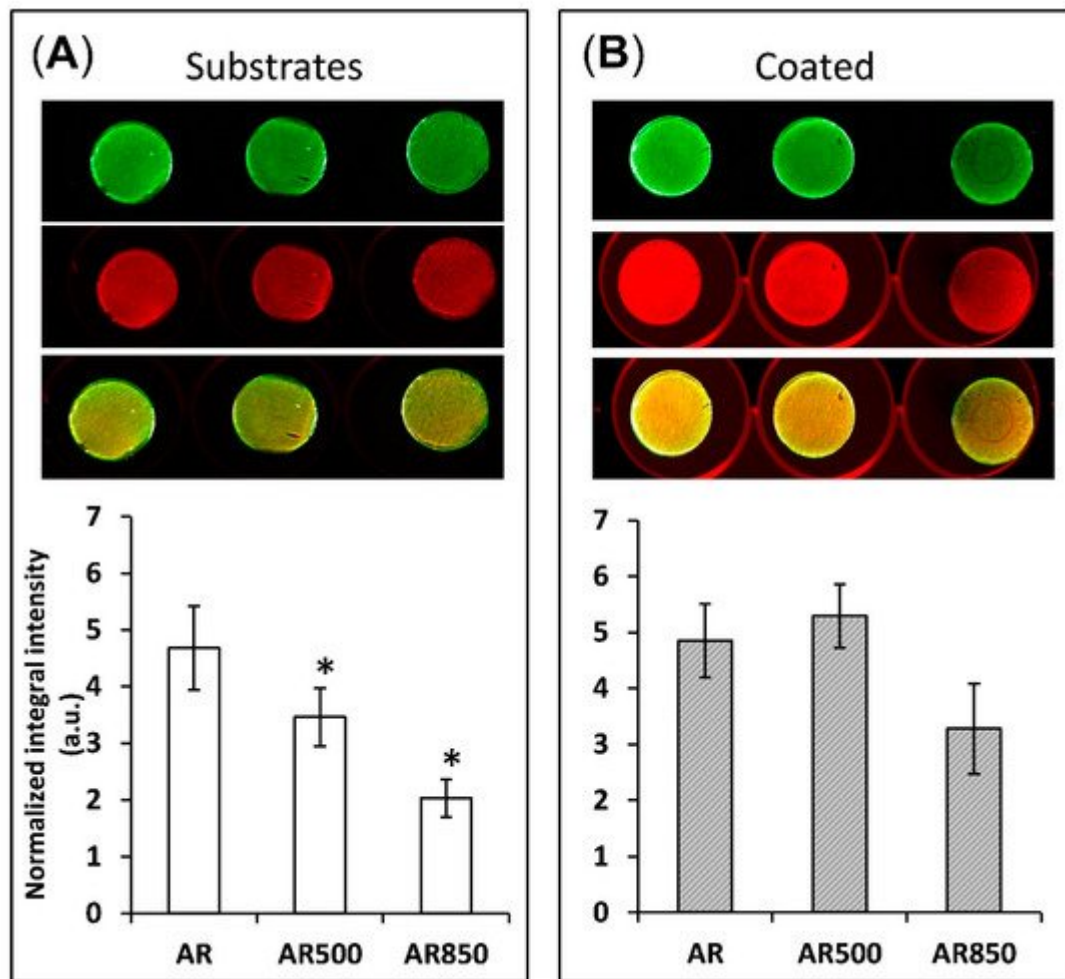 (A)
Substrates
Normalized integral intensity
(a.u.)
7
6
5
4
3
2
1
0
*
*
AR AR500 AR850
(B)
Coated
7
6
5
4
3
2
1
0
AR AR500 AR850